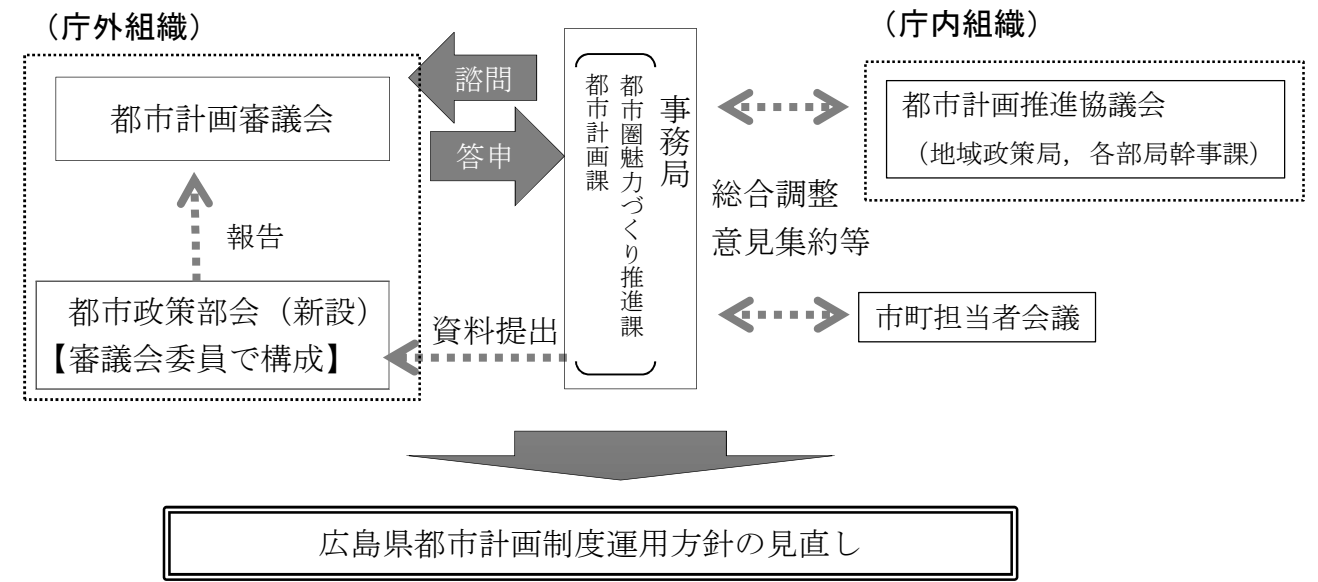 （庁外組織）
都市計画審議会
報告
都市政策部会（新設）
【審議会委員で構成】
諮問
答申
資料提出
事務局
都市圏魅力づくり推進課
都市計画課
（庁内組織）
都市計画推進協議会
（地域政策局，各部局幹事課）
総合調整
意見集約等
市町担当者会議
広島県都市計画制度運用方針の見直し